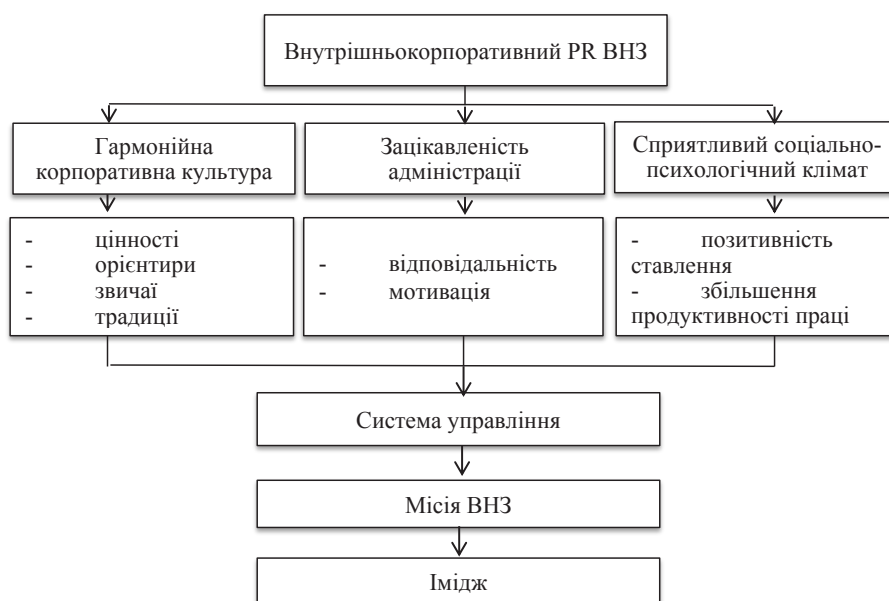 Внутрішньокорпоративний PR ВНЗ
Гармонійна
корпоративна культура
Зацікавленість
адміністрації
Сприятливий соціально-
психологічний клімат
- цінності
- орієнтири
- звичаї
- традиції
- відповідальність
- мотивація
- позитивність
ставлення
- збільшення
продуктивності праці
Система управління
Місія ВНЗ
Імідж